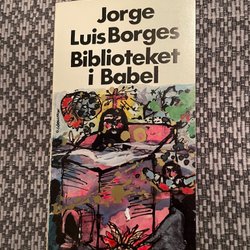 Jorge
Luis Borges
Biblioteket
i Babel